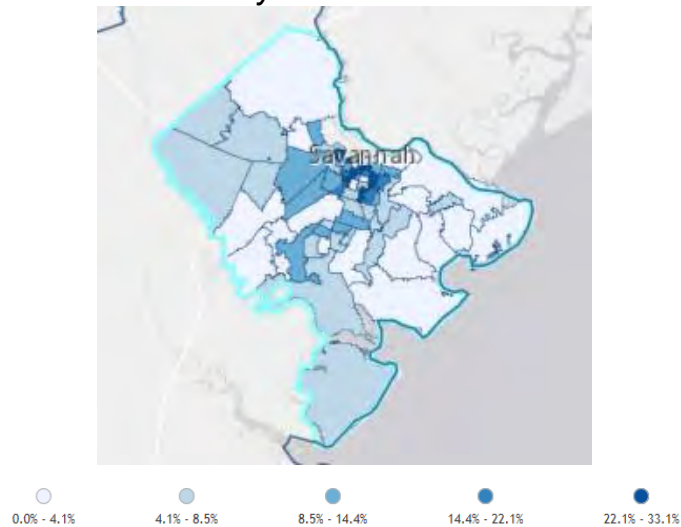 Savannah
0.0% - 4.1%
4.1% - 8.5%
8.5% - 14.4%
14.4% - 22.1%
22.1% - 33.1%